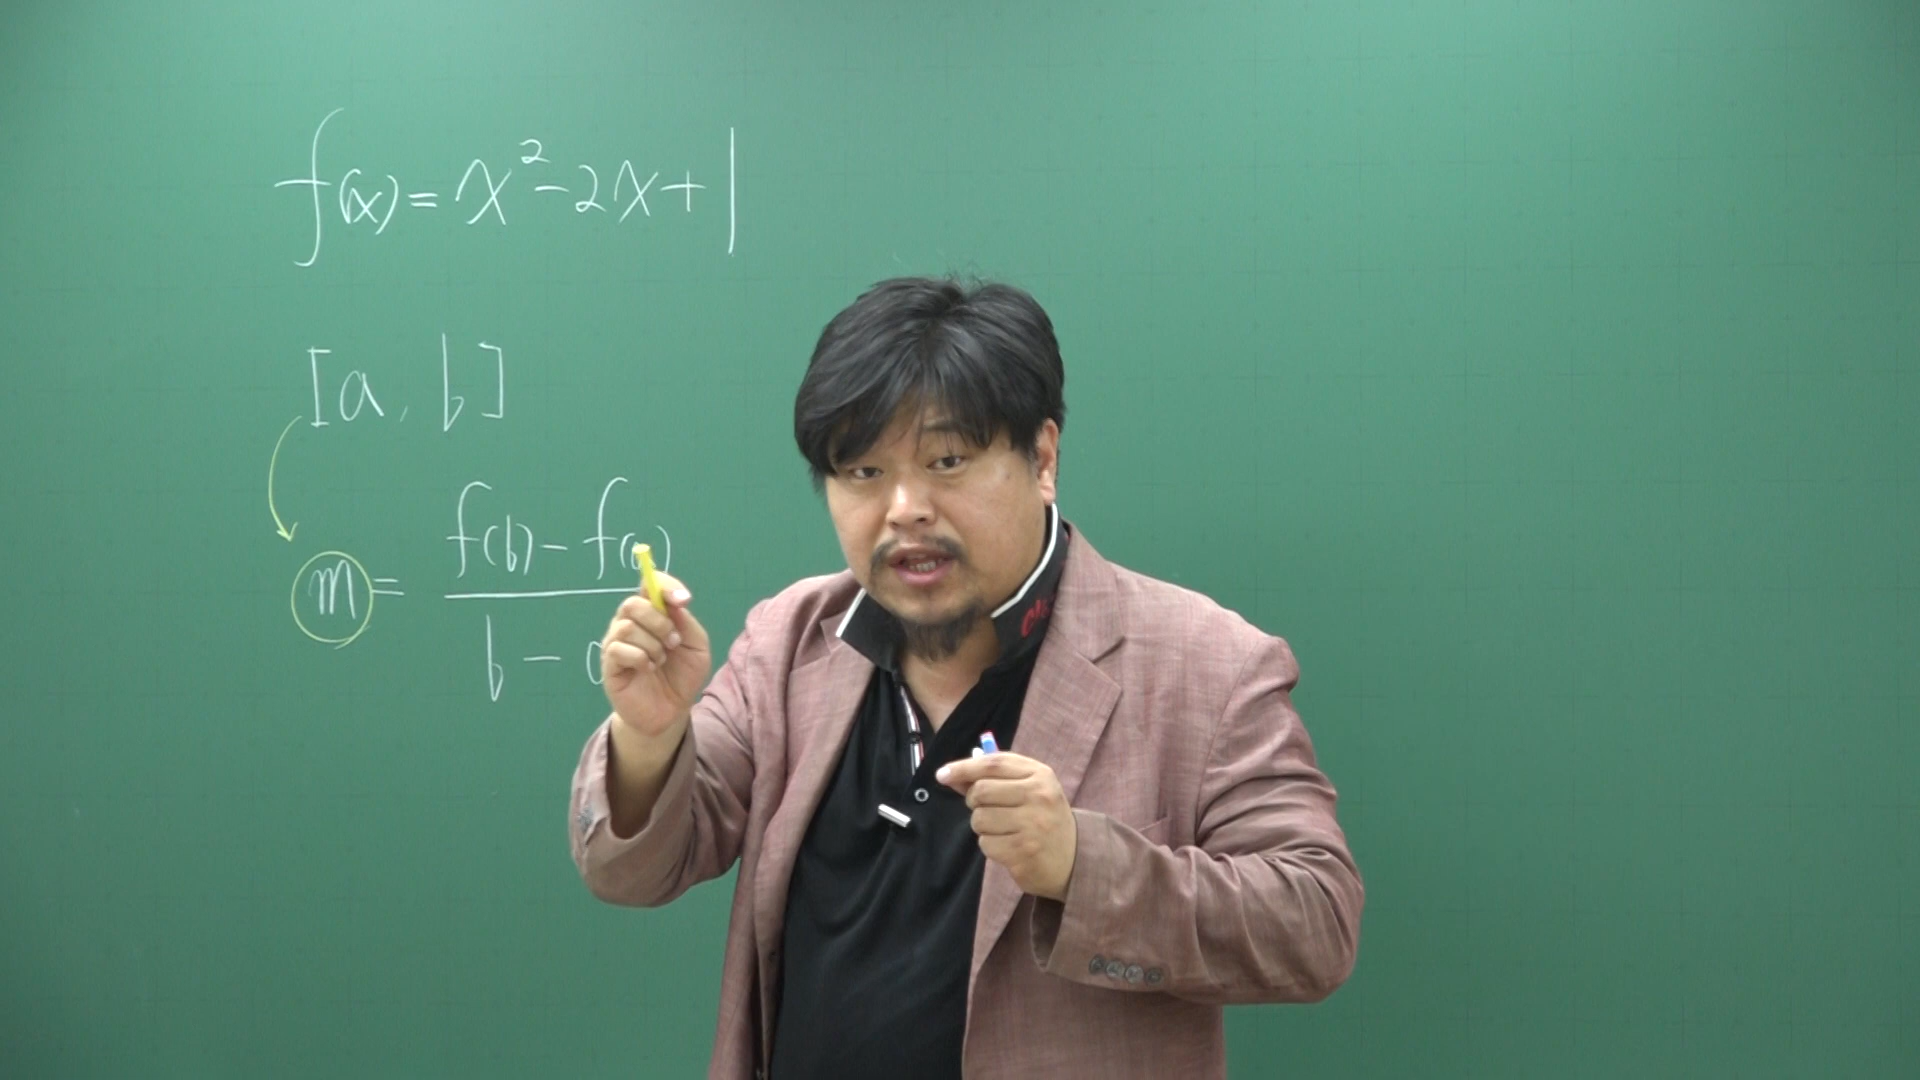 f(x) = x² - 2x + 1
[a, b]
m = f(b) - f(a)
b - a